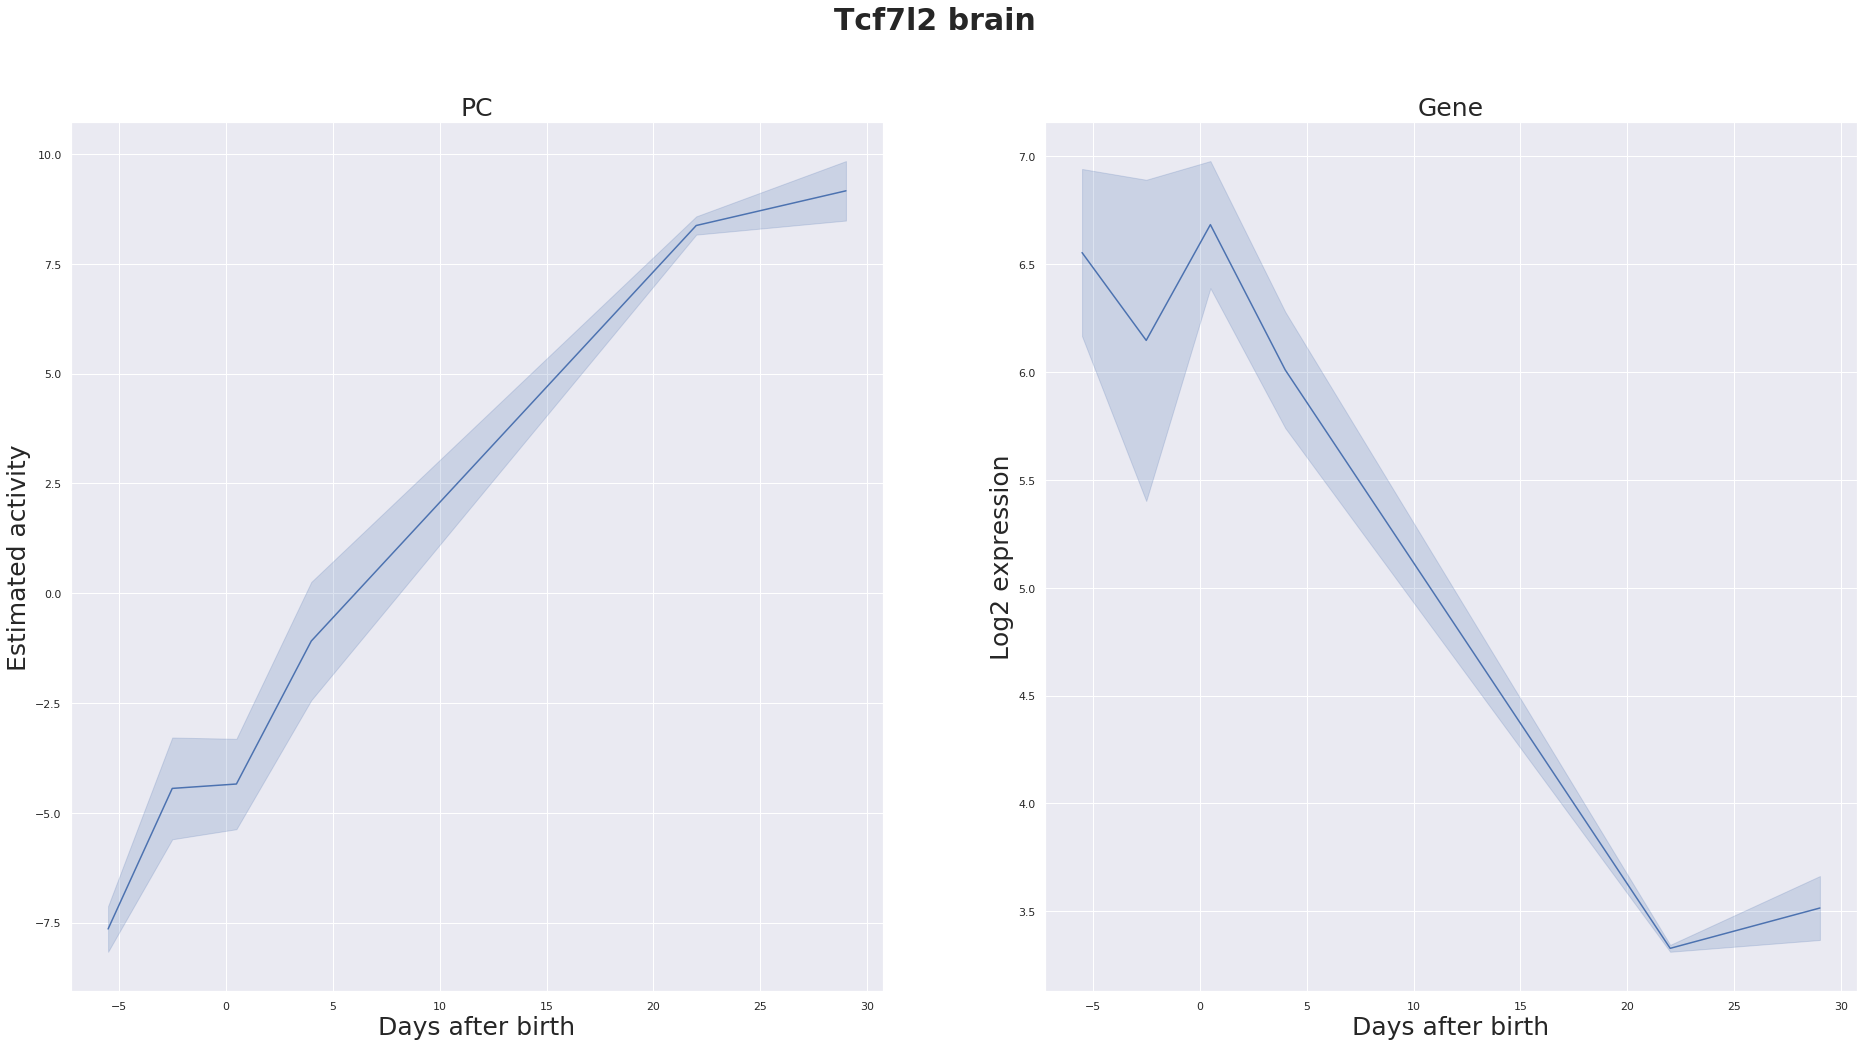 Tcf7l2 brain
PC
Estimated activity
10.0
7.5
5.0
2.5
0.0
−2.5
−5.0
−7.5
−5 0 5 10 15 20 25 30
Days after birth
Gene
Log2 expression
7.0
6.5
6.0
5.5
5.0
4.5
4.0
3.5
−5 0 5 10 15 20 25 30
Days after birth